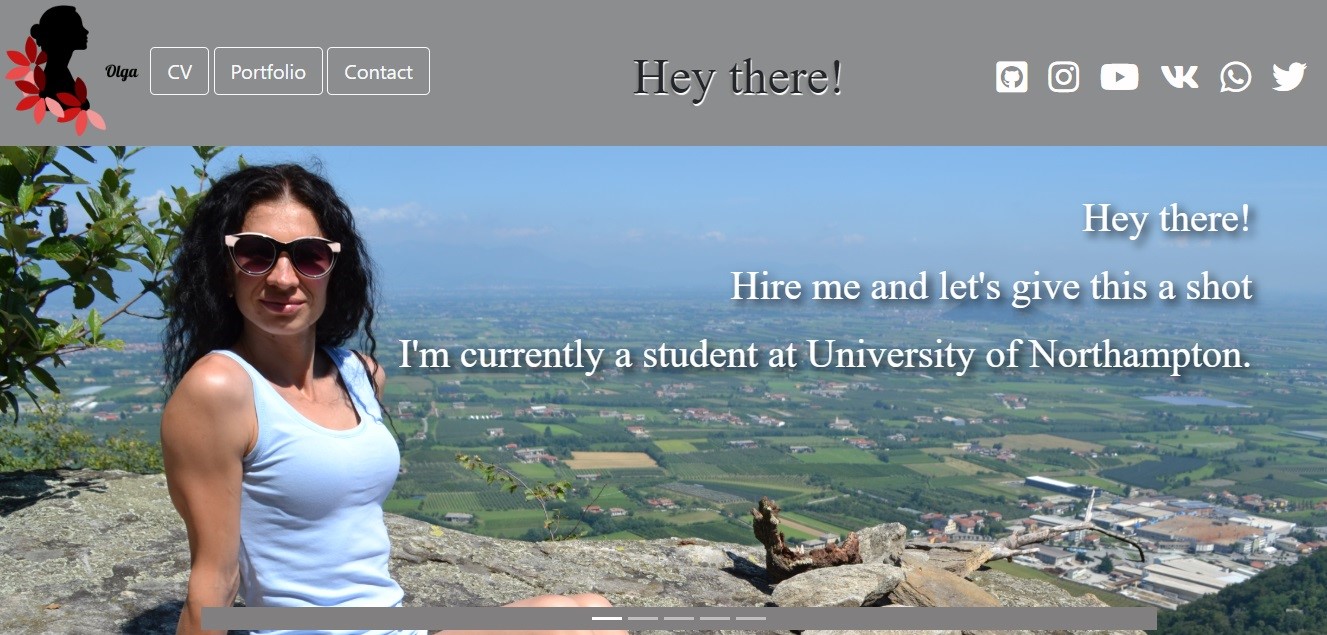 Olga
CV
Portfolio
Contact
Hey there!
Hey there!
Hire me and let's give this a shot
I'm currently a student at University of Northampton.